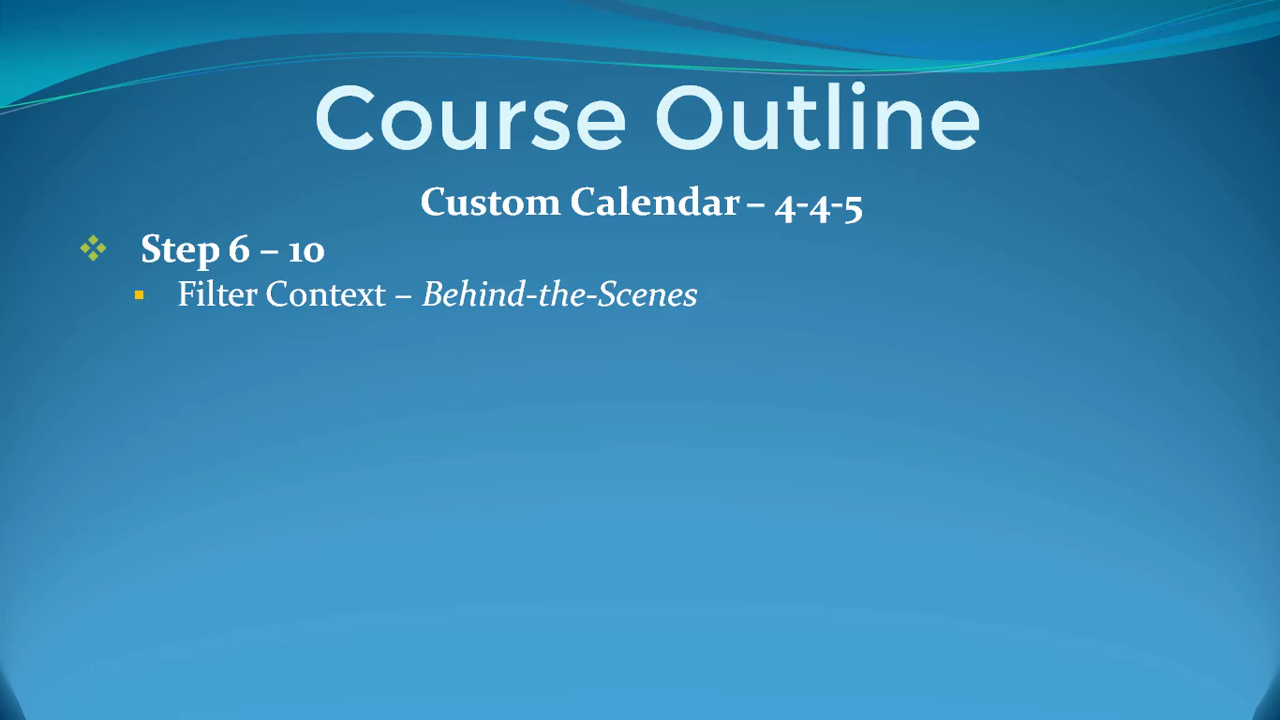 Course Outline
Custom Calendar – 4-4-5
Step 6 – 10
Filter Context – Behind-the-Scenes